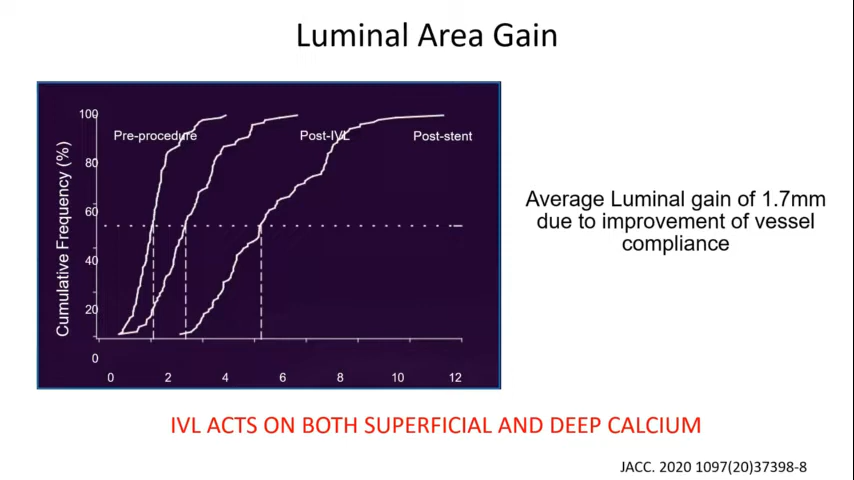 Luminal Area Gain
100
Pre-procedure
Post-IVL
Post-stent
80
60
40
20
0
Cumulative Frequency (%)
0 2 4 6 8 10 12
Average Luminal gain of 1.7mm
due to improvement of vessel
compliance
IVL ACTS ON BOTH SUPERFICIAL AND DEEP CALCIUM
JACC. 2020 1097(20)37398-8